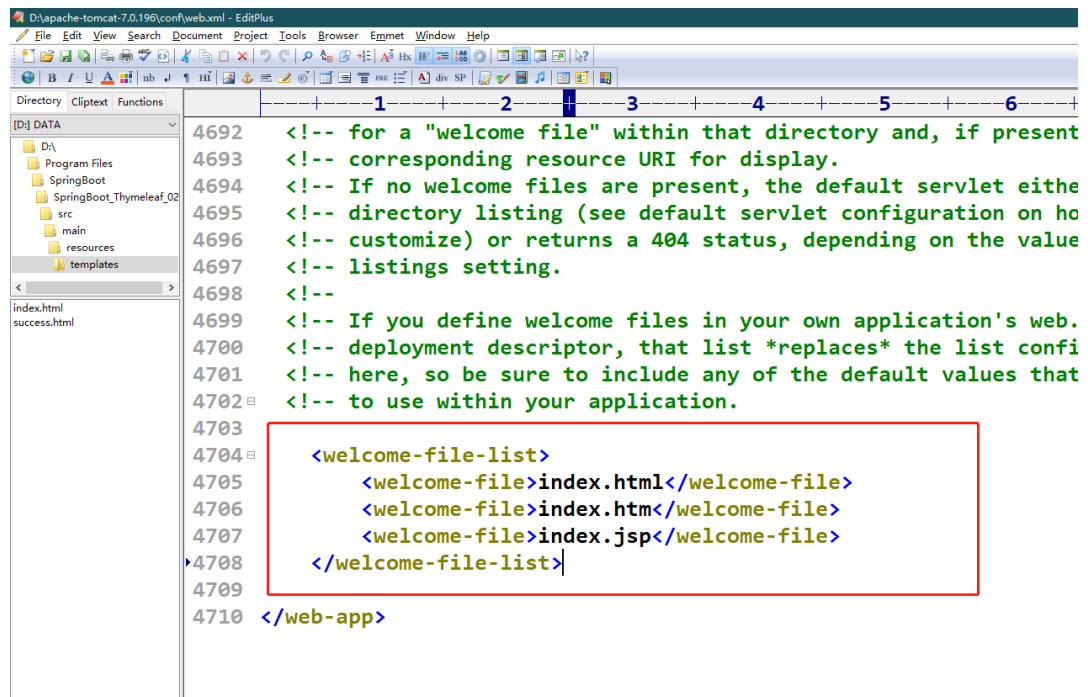 D:\apache-tomcat-7.0.196\conf\web.xml - EditPlus
File Edit View Search Document Project Tools Browser Emmet Window Help
B I U A nb ¶ HI PRE A div SP
Directory Cliptext Functions
[D:] DATA
D:\
Program Files
SpringBoot
SpringBoot_Thymeleaf_02
src
main
resources
templates
index.html
success.html
----+----1----+----2----+----3----+----4----+----5----+----6----+
4692 <!-- for a "welcome file" within that directory and, if present
4693 <!-- corresponding resource URI for display.
4694 <!-- If no welcome files are present, the default servlet eithe
4695 <!-- directory listing (see default servlet configuration on ho
4696 <!-- customize) or returns a 404 status, depending on the value
4697 <!-- listings setting.
4698 <!--
4699 <!-- If you define welcome files in your own application's web.
4700 <!-- deployment descriptor, that list *replaces* the list confi
4701 <!-- here, so be sure to include any of the default values that
4702 <!-- to use within your application.
4703
4704 <welcome-file-list>
4705 <welcome-file>index.html</welcome-file>
4706 <welcome-file>index.htm</welcome-file>
4707 <welcome-file>index.jsp</welcome-file>
4708 </welcome-file-list>
4709
4710 </web-app>